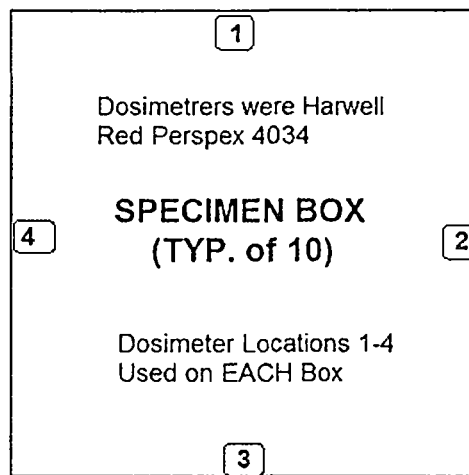 1
Dosimetrers were Harwell
Red Perspex 4034
SPECIMEN BOX
4
(TYP. of 10)
2
Dosimeter Locations 1-4
Used on EACH Box
3